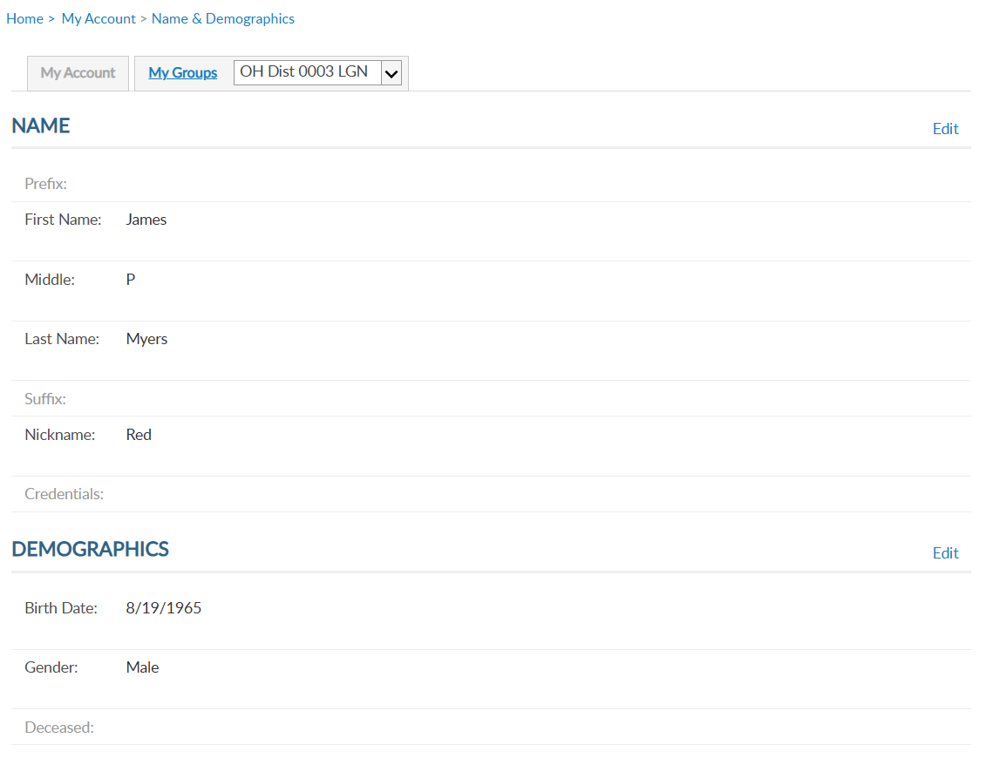 Home > My Account > Name & Demographics
My Account My Groups OH Dist 0003 LGN
NAME Edit
Prefix:
First Name: James
Middle: P
Last Name: Myers
Suffix:
Nickname: Red
Credentials:
DEMOGRAPHICS Edit
Birth Date: 8/19/1965
Gender: Male
Deceased: